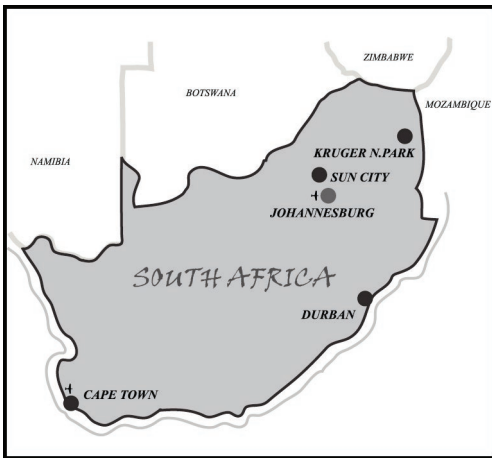 ZIMBABWE
BOTSWANA
MOZAMBIQUE
NAMIBIA
KRUGER N.PARK
SUN CITY
JOHANNESBURG
SOUTH AFRICA
DURBAN
CAPE TOWN